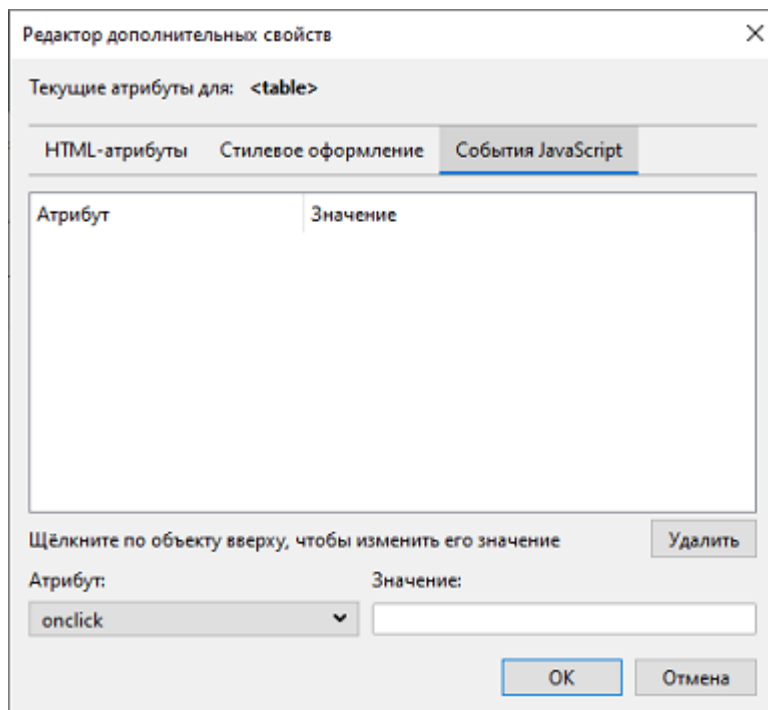 Редактор дополнительных свойств
Текущие атрибуты для: <table>
HTML-атрибуты Стилевое оформление События JavaScript
Атрибут Значение
Щёлкните по объекту вверху, чтобы изменить его значение Удалить
Атрибут: Значение:
onclick
OK Отмена